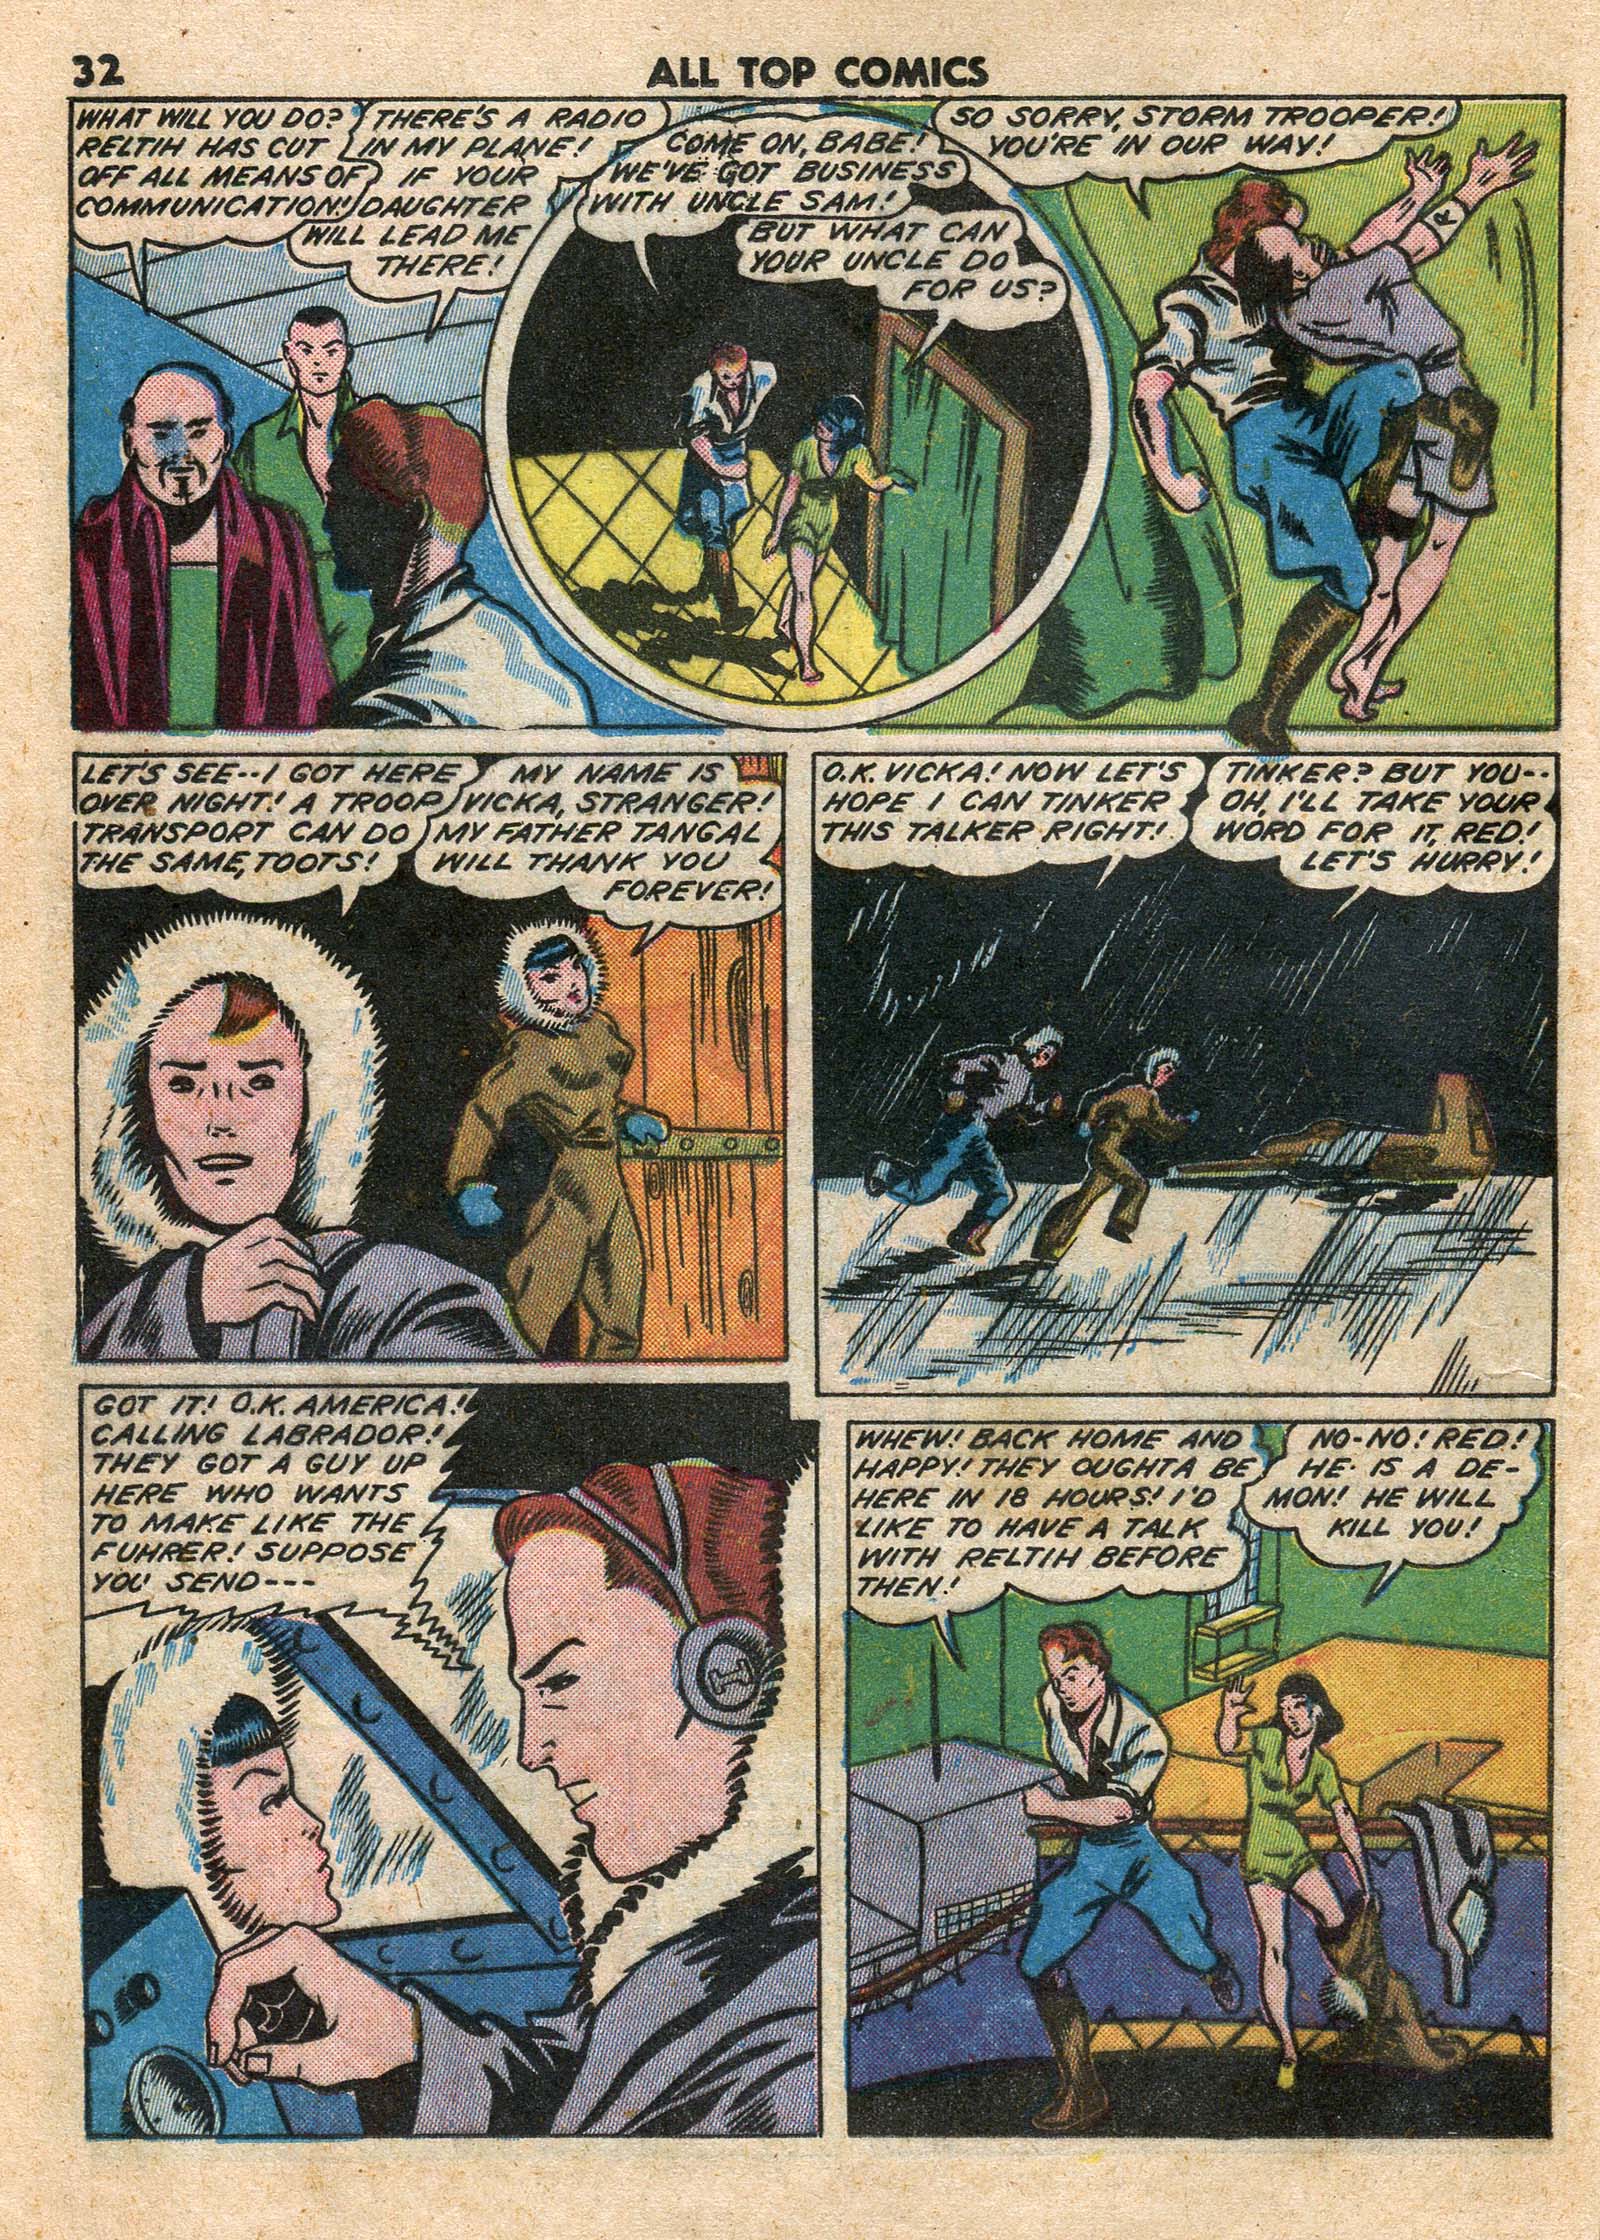 32
ALL TOP COMICS
WHAT WILL YOU DO?
RELTIH HAS CUT
OFF ALL MEANS OF
COMMUNICATION!
THERE'S A RADIO
IN MY PLANE!
IF YOUR
DAUGHTER
WILL LEAD ME
THERE!
COME ON, BABE!
WE'VE GOT BUSINESS
WITH UNCLE SAM!
BUT WHAT CAN
YOUR UNCLE DO
FOR US?
SO SORRY, STORM TROOPER!
YOU'RE IN OUR WAY!
R
LET'S SEE--I GOT HERE
OVER NIGHT! A TROOP
TRANSPORT CAN DO
THE SAME, TOOTS!
MY NAME IS
VICKA, STRANGER!
MY FATHER TANGAL
WILL THANK YOU
FOREVER!
O.K. VICKA! NOW LET'S
HOPE I CAN TINKER
THIS TALKER RIGHT!
TINKER? BUT YOU--
OH, I'LL TAKE YOUR
WORD FOR IT, RED!
LET'S HURRY!
GOT IT! O.K. AMERICA!
CALLING LABRADOR!
THEY GOT A GUY UP
HERE WHO WANTS
TO MAKE LIKE THE
FUHRER! SUPPOSE
YOU SEND---
WHEW! BACK HOME AND
HAPPY! THEY OUGHTA BE
HERE IN 18 HOURS! I'D
LIKE TO HAVE A TALK
WITH RELTIH BEFORE
THEN!
NO-NO! RED!
HE IS A DE-
MON! HE WILL
KILL YOU!